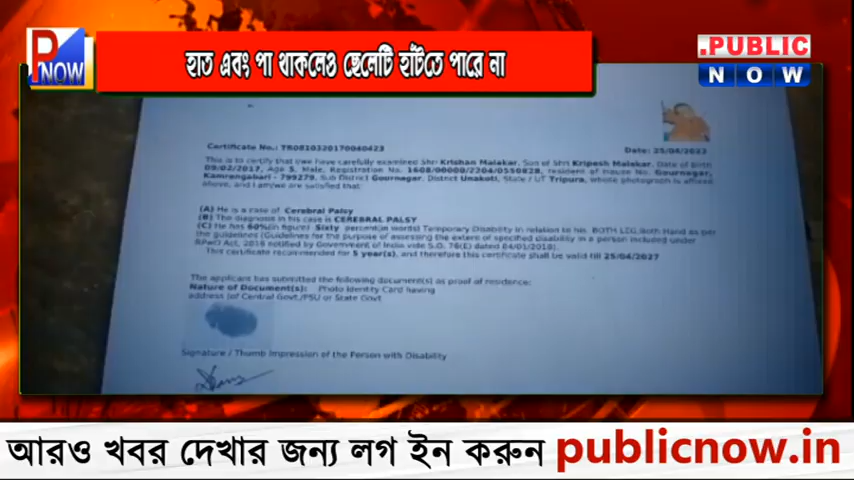 P NOW
হাত এবং পা থাকলেও ছেলেটি হাঁটতে পারে না
.PUBLIC
NOW
Certificate No.: TR0810320170040423
Date: 25/04/2022
This is to certify that I/we have carefully examined Shri Krishan Malakar, Son of Shri Kripesh Malakar, Date of Birth
09/02/2017, Age 5, Male, Registration No. 1608/00000/2204/0550828, resident of House No. Gournagar,
Kamrengabari - 799279, Sub District Gournagar, District Unakoti, State / UT Tripura, whose photograph is affixed
above, and I am/we are satisfied that:
(A) He is a case of Cerebral Palsy
(B) The diagnosis in his case is CEREBRAL PALSY
(C) He has 60%(in figure) Sixty percent(in words) Temporary Disability in relation to his BOTH LEG,Both Hand as per
the guidelines (Guidelines for the purpose of assessing the extent of specified disability in a person included under
RPwD Act, 2016 notified by Government of India vide S.O. 76(E) dated 04/01/2018).
This certificate recommended for 5 year(s), and therefore this certificate shall be valid till 25/04/2027
The applicant has submitted the following document(s) as proof of residence:
Nature of Document(s): Photo Identity Card having
address (of Central Govt./PSU or State Govt
Signature / Thumb Impression of the Person with Disability
আরও খবর দেখার জন্য লগ ইন করুন publicnow.in